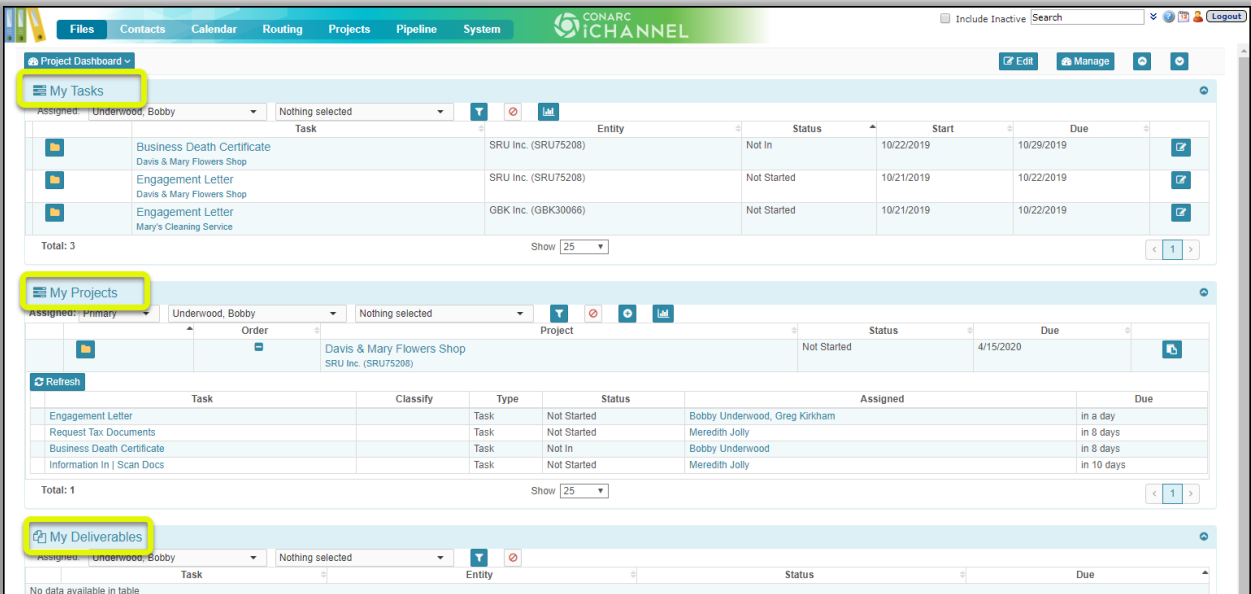 CONARC
iCHANNEL
Files Contacts Calendar Routing Projects Pipeline System
Include Inactive Search Logout
Project Dashboard Edit Manage
My Tasks
Assigned: Underwood, Bobby Nothing selected
Task Entity Status Start Due
Business Death Certificate SRU Inc. (SRU75208) Not In 10/22/2019 10/29/2019
Davis & Mary Flowers Shop
Engagement Letter SRU Inc. (SRU75208) Not Started 10/21/2019 10/22/2019
Davis & Mary Flowers Shop
Engagement Letter GBK Inc. (GBK30066) Not Started 10/21/2019 10/22/2019
Mary's Cleaning Service
Total: 3 Show 25 < 1 >
My Projects
Assigned: Primary Underwood, Bobby Nothing selected
Order Project Status Due
Davis & Mary Flowers Shop Not Started 4/15/2020
SRU Inc. (SRU75208)
Refresh
Task Classify Type Status Assigned Due
Engagement Letter Task Not Started Bobby Underwood, Greg Kirkham in a day
Request Tax Documents Task Not Started Meredith Jolly in 8 days
Business Death Certificate Task Not In Bobby Underwood in 8 days
Information In | Scan Docs Task Not Started Meredith Jolly in 10 days
Total: 1 Show 25 < 1 >
My Deliverables
Assigned: Underwood, Bobby Nothing selected
Task Entity Status Due
No data available in table